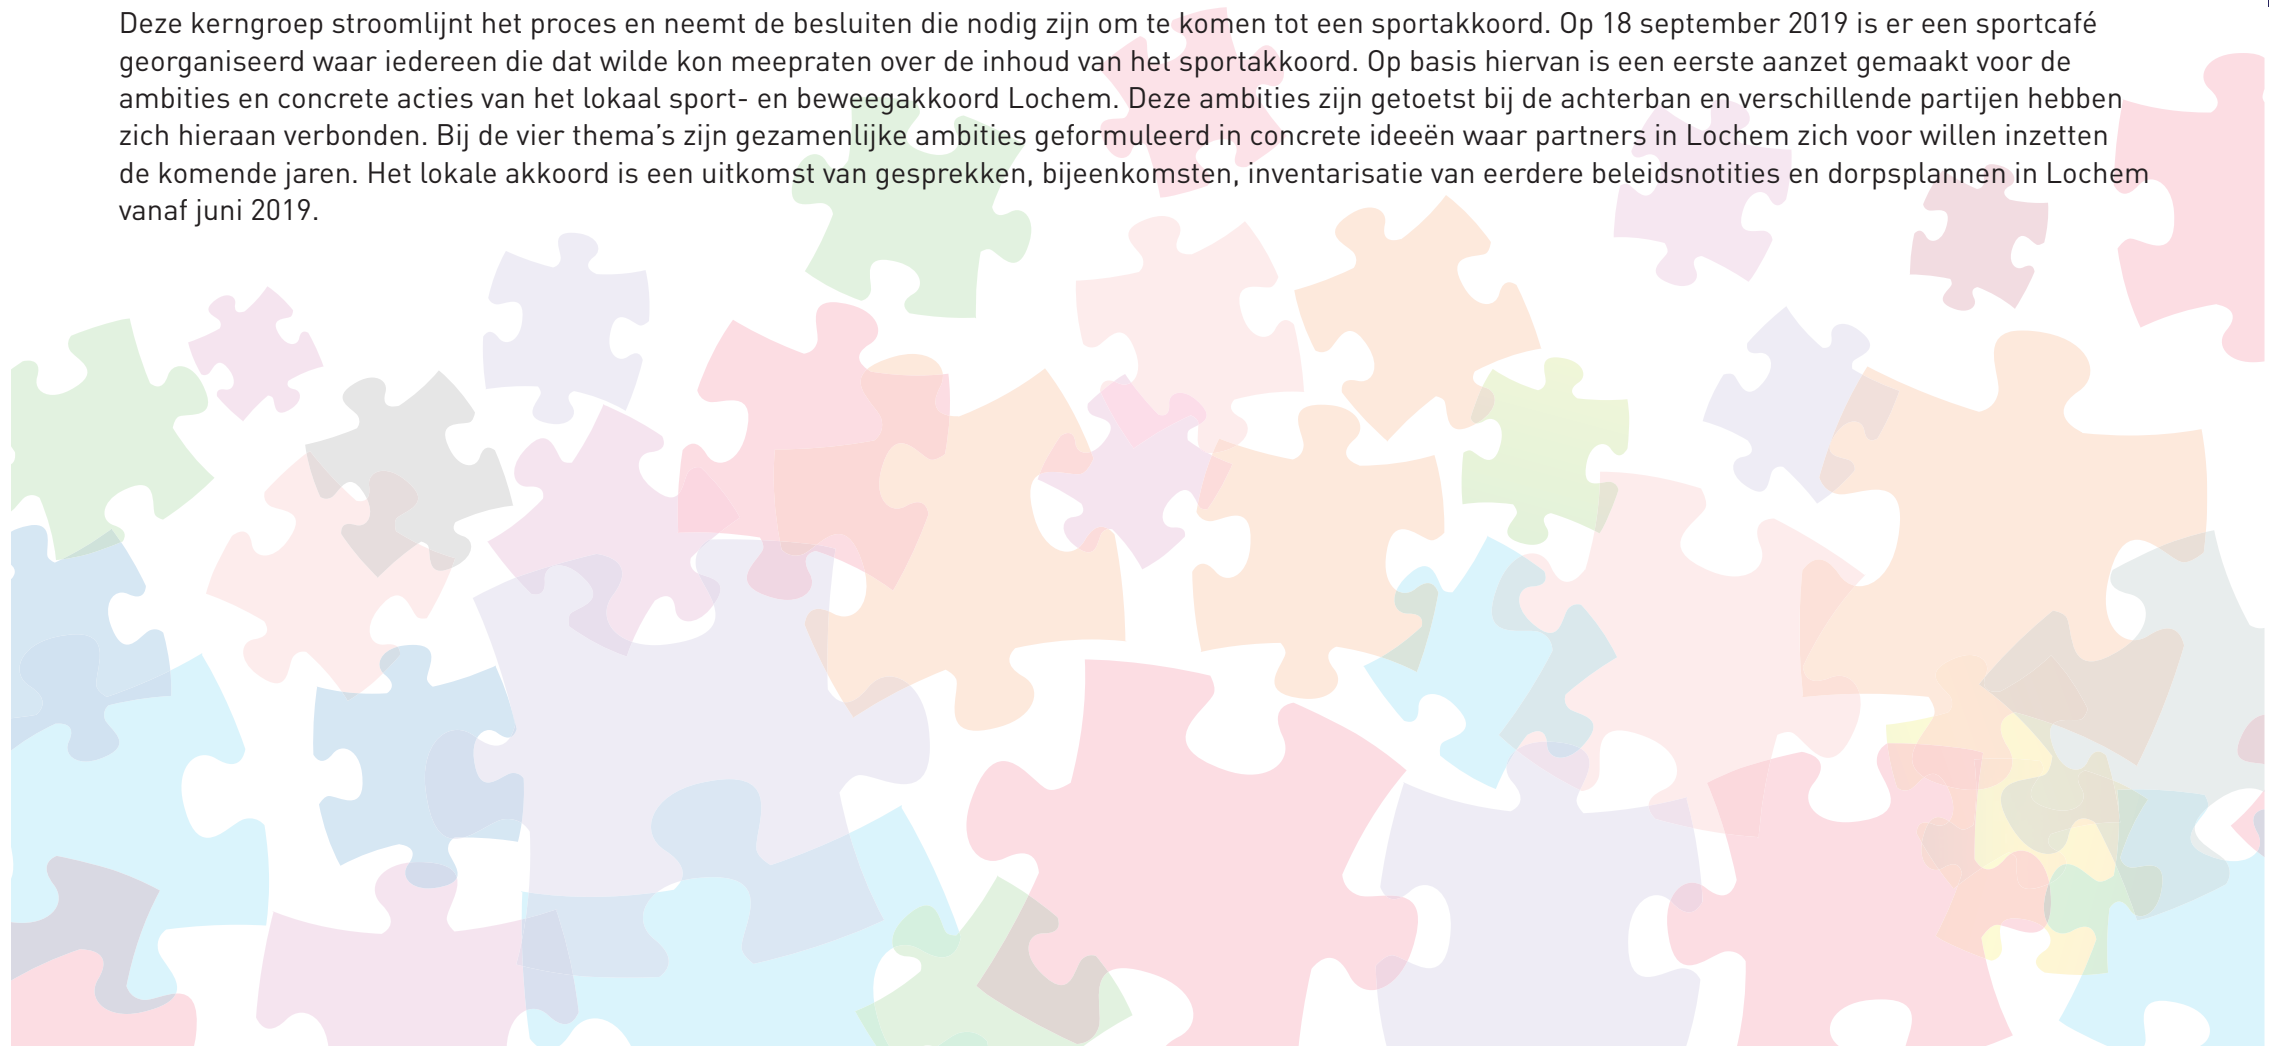 Deze kerngroep stroomlijnt het proces en neemt de besluiten die nodig zijn om te komen tot een sportakkoord. Op 18 september 2019 is er een sportcafé
georganiseerd waar iedereen die dat wilde kon meepraten over de inhoud van het sportakkoord. Op basis hiervan is een eerste aanzet gemaakt voor de
ambities en concrete acties van het lokaal sport- en beweegakkoord Lochem. Deze ambities zijn getoetst bij de achterban en verschillende partijen hebben
zich hieraan verbonden. Bij de vier thema’s zijn gezamenlijke ambities geformuleerd in concrete ideeën waar partners in Lochem zich voor willen inzetten
de komende jaren. Het lokale akkoord is een uitkomst van gesprekken, bijeenkomsten, inventarisatie van eerdere beleidsnotities en dorpsplannen in Lochem
vanaf juni 2019.